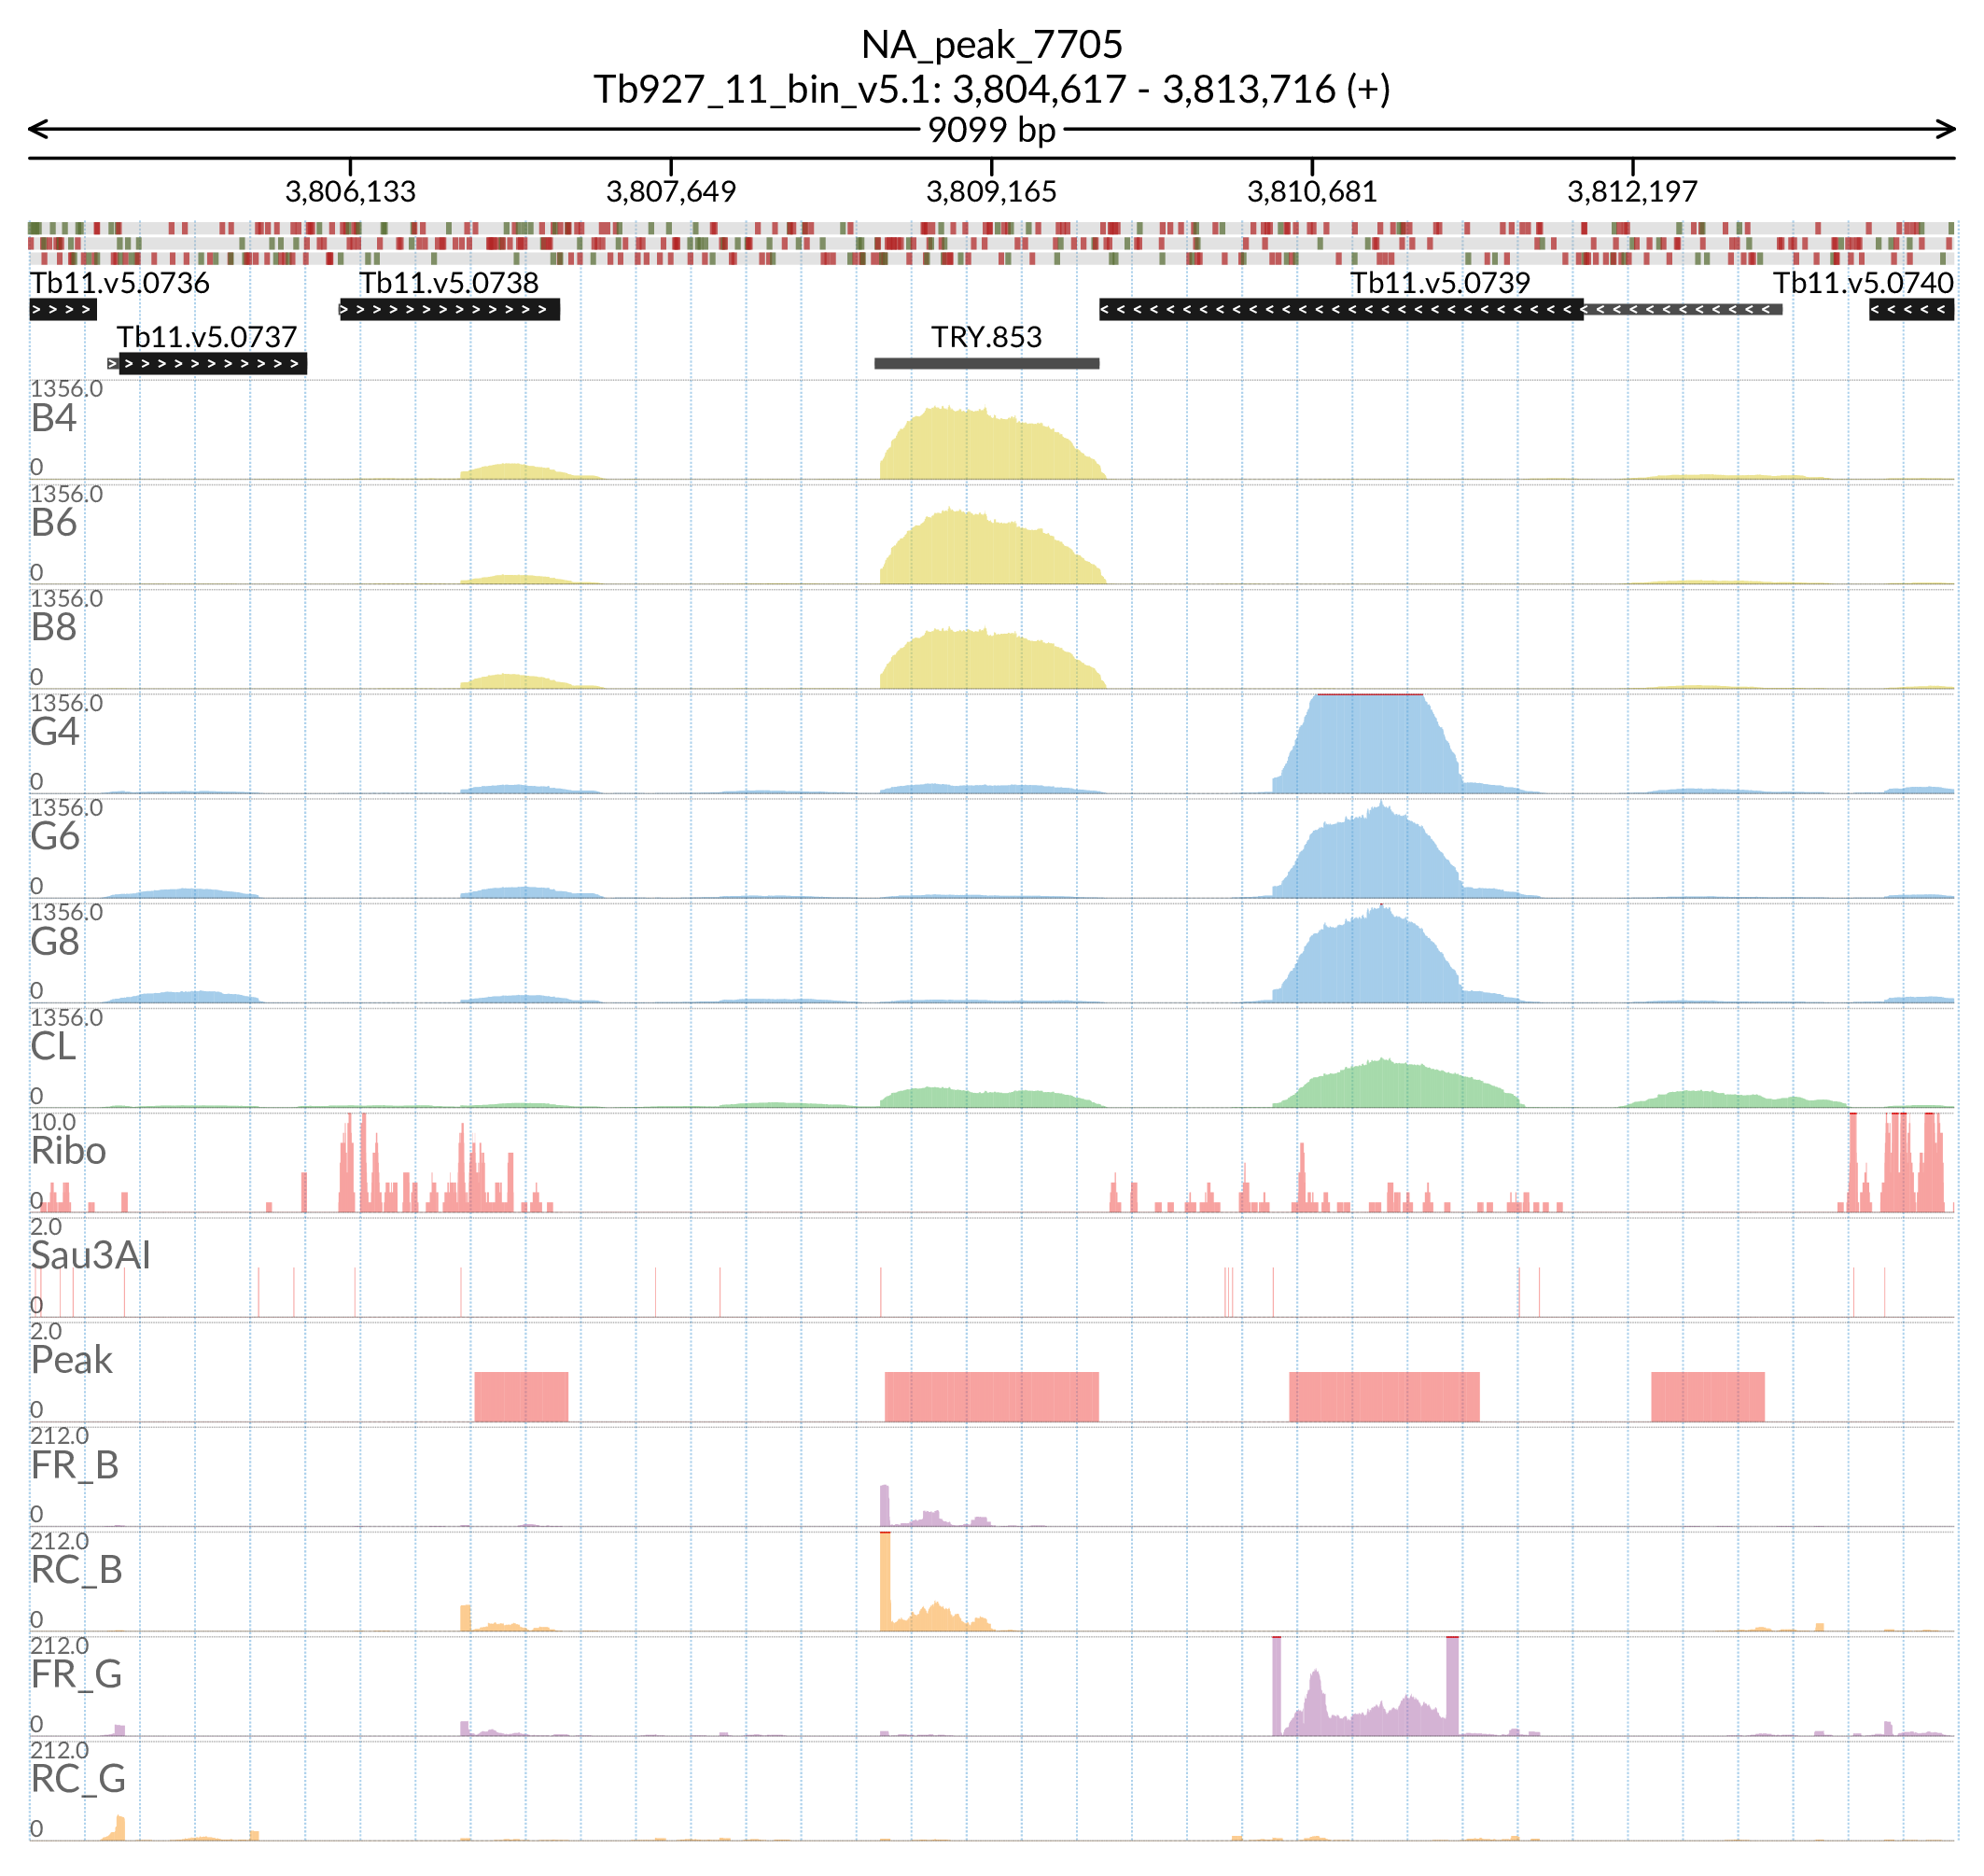 NA_peak_7705
Tb927_11_bin_v5.1: 3,804,617 - 3,813,716 (+)
9099 bp
3,806,133 3,807,649 3,809,165 3,810,681 3,812,197
Tb11.v5.0736 Tb11.v5.0738 Tb11.v5.0739 Tb11.v5.0740
Tb11.v5.0737 TRY.853
1356.0
B4
0
1356.0
B6
0
1356.0
B8
0
1356.0
G4
0
1356.0
G6
0
1356.0
G8
0
1356.0
CL
0
10.0
Ribo
0
2.0
Sau3AI
0
2.0
Peak
0
212.0
FR_B
0
212.0
RC_B
0
212.0
FR_G
0
212.0
RC_G
0